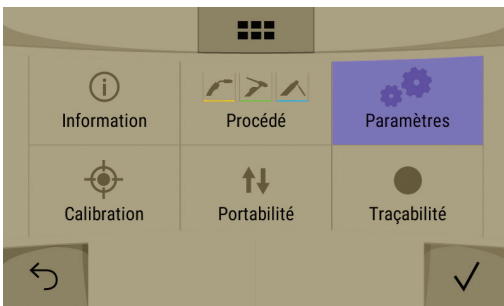 Information
Procédé
Paramètres
Calibration
Portabilité
Traçabilité